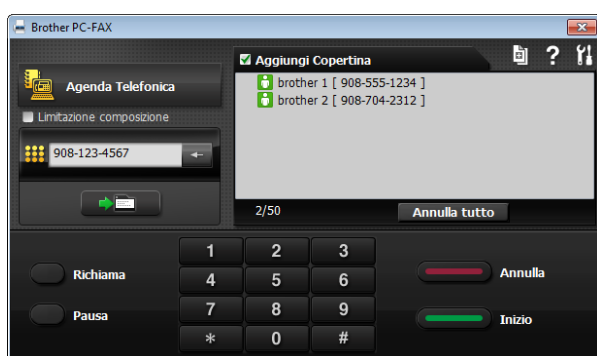 Brother PC-FAX
Aggiungi Copertina
?
Agenda Telefonica
brother 1 [ 908-555-1234 ]
brother 2 [ 908-704-2312 ]
Limitazione composizione
908-123-4567
2/50
Annulla tutto
1 2 3
Richiama
4 5 6
Annulla
Pausa
7 8 9
Inizio
* 0 #